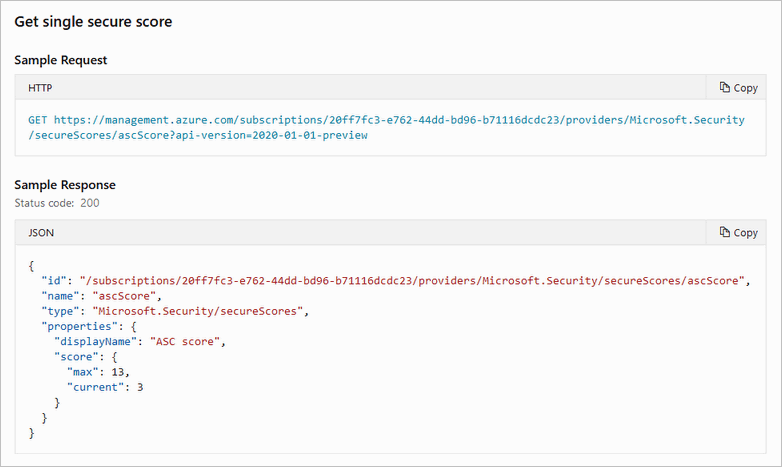 Get single secure score
Sample Request
HTTP
Copy
GET https://management.azure.com/subscriptions/20ff7fc3-e762-44dd-bd96-b71116dcdc23/providers/Microsoft.Security
/secureScores/ascScore?api-version=2020-01-01-preview
Sample Response
Status code: 200
JSON
Copy
{
  "id": "/subscriptions/20ff7fc3-e762-44dd-bd96-b71116dcdc23/providers/Microsoft.Security/secureScores/ascScore",
  "name": "ascScore",
  "type": "Microsoft.Security/secureScores",
  "properties": {
    "displayName": "ASC score",
    "score": {
      "max": 13,
      "current": 3
    }
  }
}